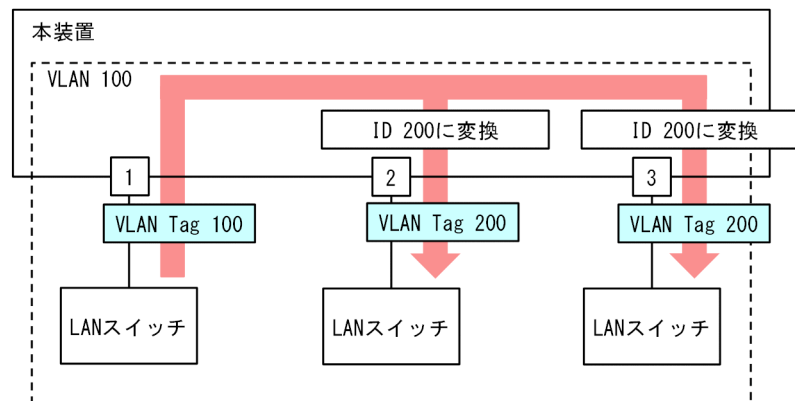 本装置
VLAN 100
ID 200に変換
ID 200に変換
1
2
3
VLAN Tag 100
VLAN Tag 200
VLAN Tag 200
LANスイッチ
LANスイッチ
LANスイッチ